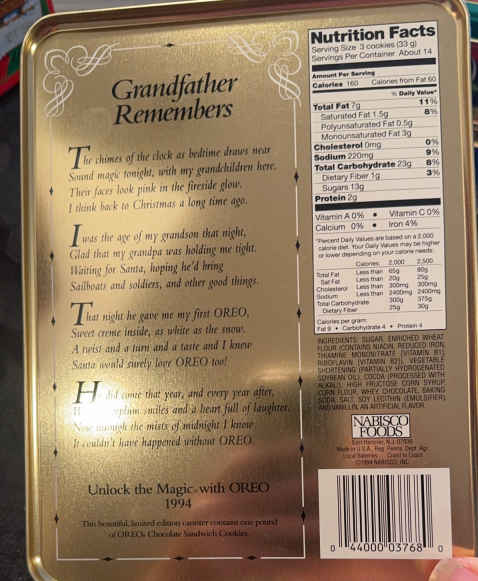 Grandfather
Remembers
The chimes of the clock as bedtime draws near
Sound magic tonight, with my grandchildren here.
Their faces look pink in the fireside glow.
I think back to Christmas a long time ago.
I was the age of my grandson that night,
Glad that my grandpa was holding me tight.
Waiting for Santa, hoping he'd bring
Sailboats and soldiers, and other good things.
That night he gave me my first OREO,
Sweet creme inside, as white as the snow.
A twist and a turn and a taste and I knew
Santa would surely love OREO too!
He did come that year, and every year after,
smiles and a heart full of laughter.
Now through the mists of midnight I know
It couldn't have happened without OREO.
Unlock the Magic with OREO
1994
This beautiful, limited edition canister contains one pound
of OREO® Chocolate Sandwich Cookies.
Nutrition Facts
Serving Size 3 cookies (33 g)
Servings Per Container About 14
Amount Per Serving
Calories 160 Calories from Fat 60
% Daily Value*
Total Fat 7g 11%
Saturated Fat 1.5g 8%
Polyunsaturated Fat 0.5g
Monounsaturated Fat 3g
Cholesterol 0mg 0%
Sodium 220mg 9%
Total Carbohydrate 23g 8%
Dietary Fiber 1g 3%
Sugars 13g
Protein 2g
Vitamin A 0% • Vitamin C 0%
Calcium 0% • Iron 4%
*Percent Daily Values are based on a 2,000
calorie diet. Your Daily Values may be higher
or lower depending on your calorie needs:
Calories: 2,000 2,500
Total Fat Less than 65g 80g
Sat Fat Less than 20g 25g
Cholesterol Less than 300mg 300mg
Sodium Less than 2400mg 2400mg
Total Carbohydrate 300g 375g
Dietary Fiber 25g 30g
Calories per gram:
Fat 9 • Carbohydrate 4 • Protein 4
INGREDIENTS: SUGAR, ENRICHED WHEAT
FLOUR (CONTAINS NIACIN, REDUCED IRON,
THIAMINE MONONITRATE [VITAMIN B1],
RIBOFLAVIN [VITAMIN B2]), VEGETABLE
SHORTENING (PARTIALLY HYDROGENATED
SOYBEAN OIL), COCOA (PROCESSED WITH
ALKALI), HIGH FRUCTOSE CORN SYRUP,
CORN FLOUR, WHEY, CHOCOLATE, BAKING
SODA, SALT, SOY LECITHIN (EMULSIFIER)
AND VANILLIN, AN ARTIFICIAL FLAVOR.
NABISCO
FOODS
East Hanover, N.J. 07936
Made in U.S.A., Reg. Penna. Dept. Agr.
Local Bakeries ... Coast to Coast
©1994 NABISCO, INC.
0 44000 03768 0